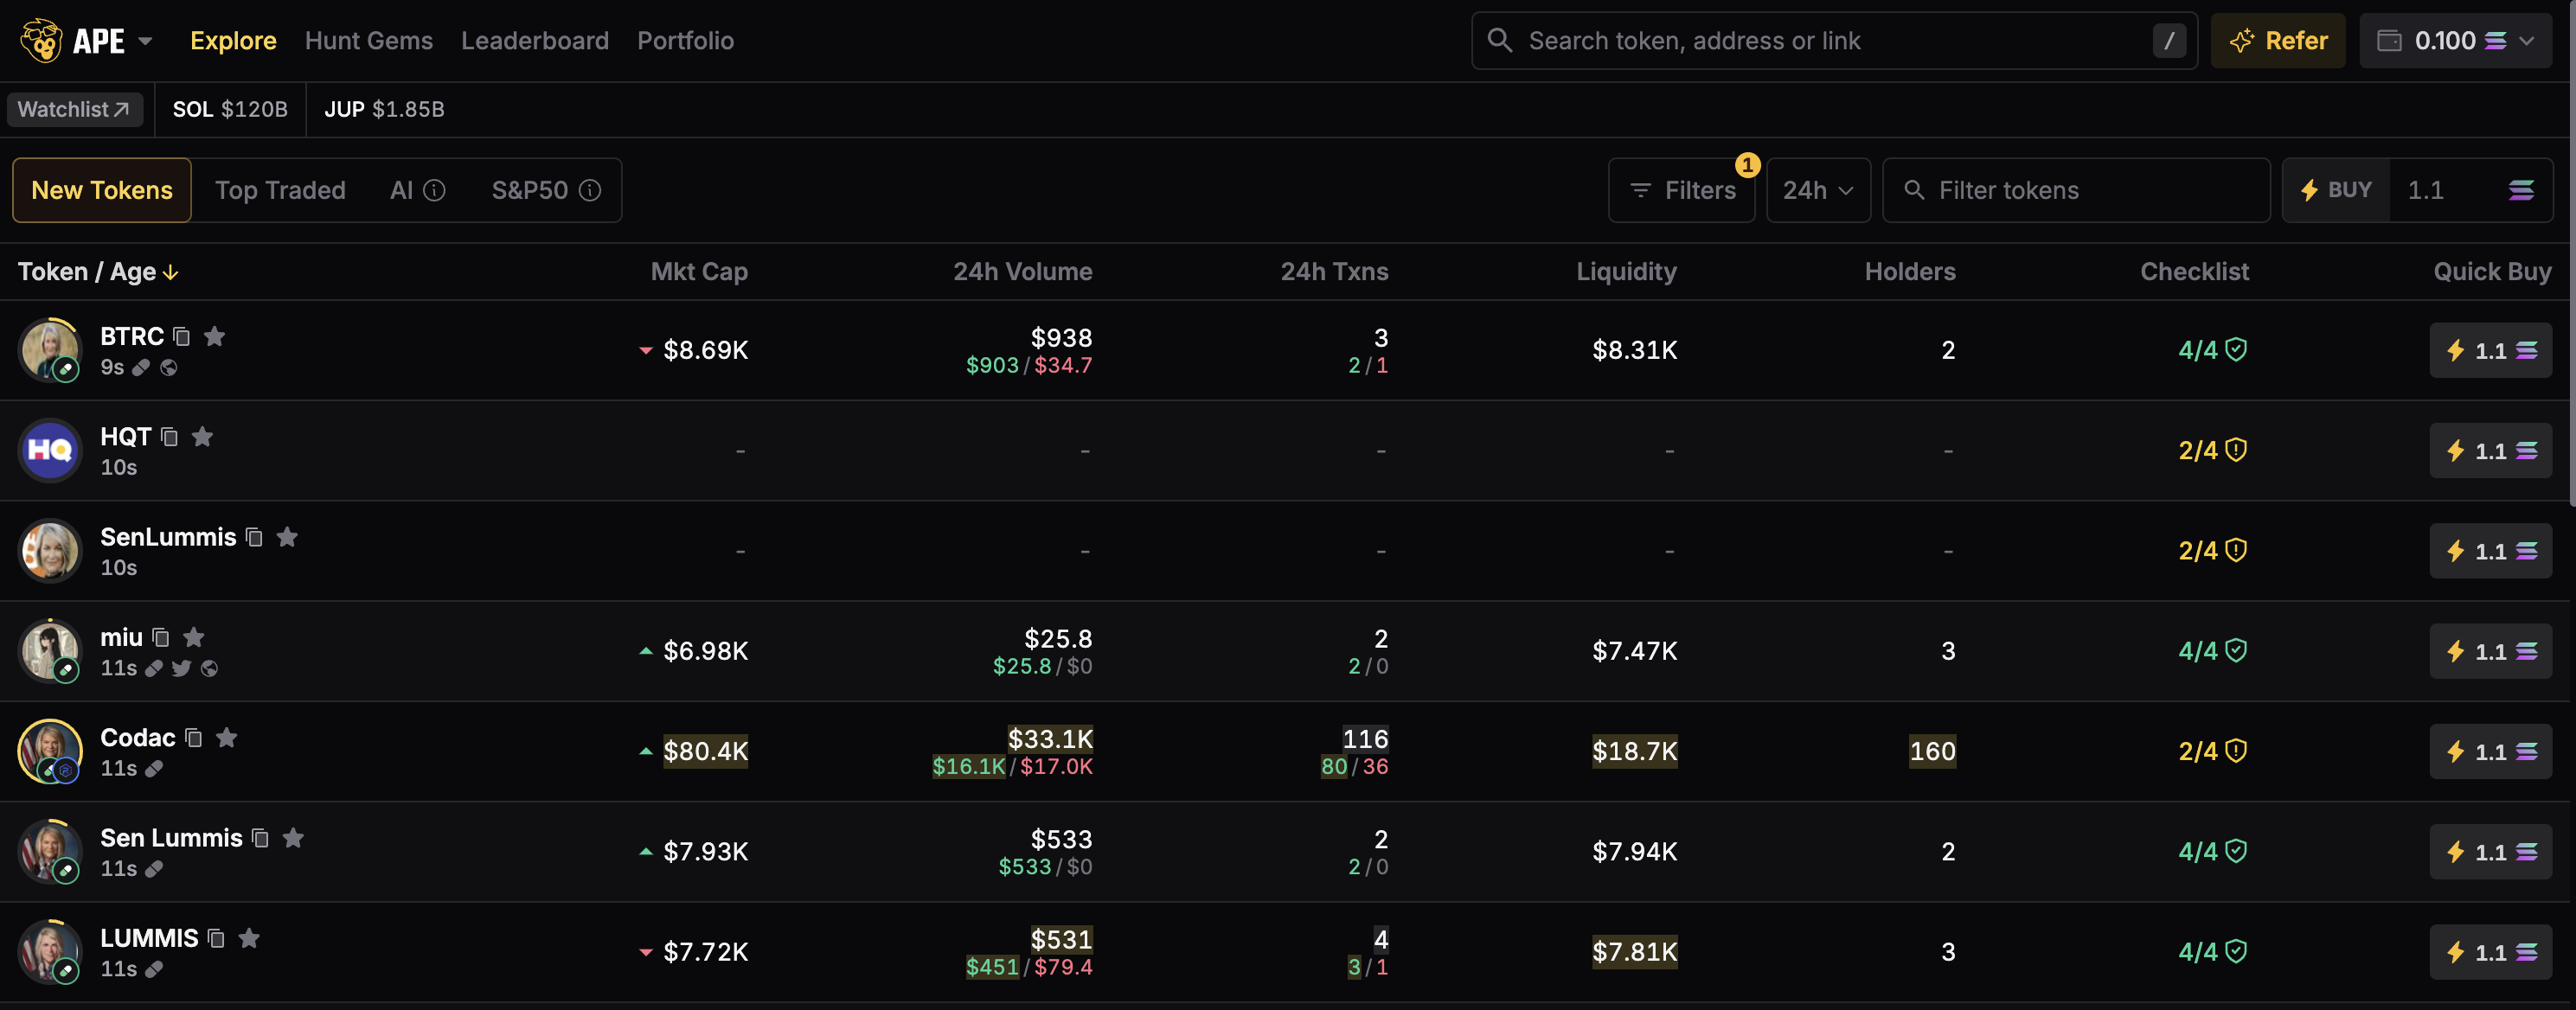 APE Explore Hunt Gems Leaderboard Portfolio Search token, address or link / Refer 0.100
Watchlist SOL $120B JUP $1.85B
New Tokens Top Traded AI S&P50 Filters 1 24h Filter tokens BUY 1.1
Token / Age Mkt Cap 24h Volume 24h Txns Liquidity Holders Checklist Quick Buy
BTRC $8.69K $938 3 $8.31K 2 4/4 1.1
9s $903/$34.7 2/1
HQ HQT - - - - - 2/4 1.1
10s
SenLummis - - - - - 2/4 1.1
10s
miu $6.98K $25.8 2 $7.47K 3 4/4 1.1
11s $25.8/$0 2/0
Codac $80.4K $33.1K 116 $18.7K 160 2/4 1.1
11s $16.1K/$17.0K 80/36
Sen Lummis $7.93K $533 2 $7.94K 2 4/4 1.1
11s $533/$0 2/0
LUMMIS $7.72K $531 4 $7.81K 3 4/4 1.1
11s $451/$79.4 3/1